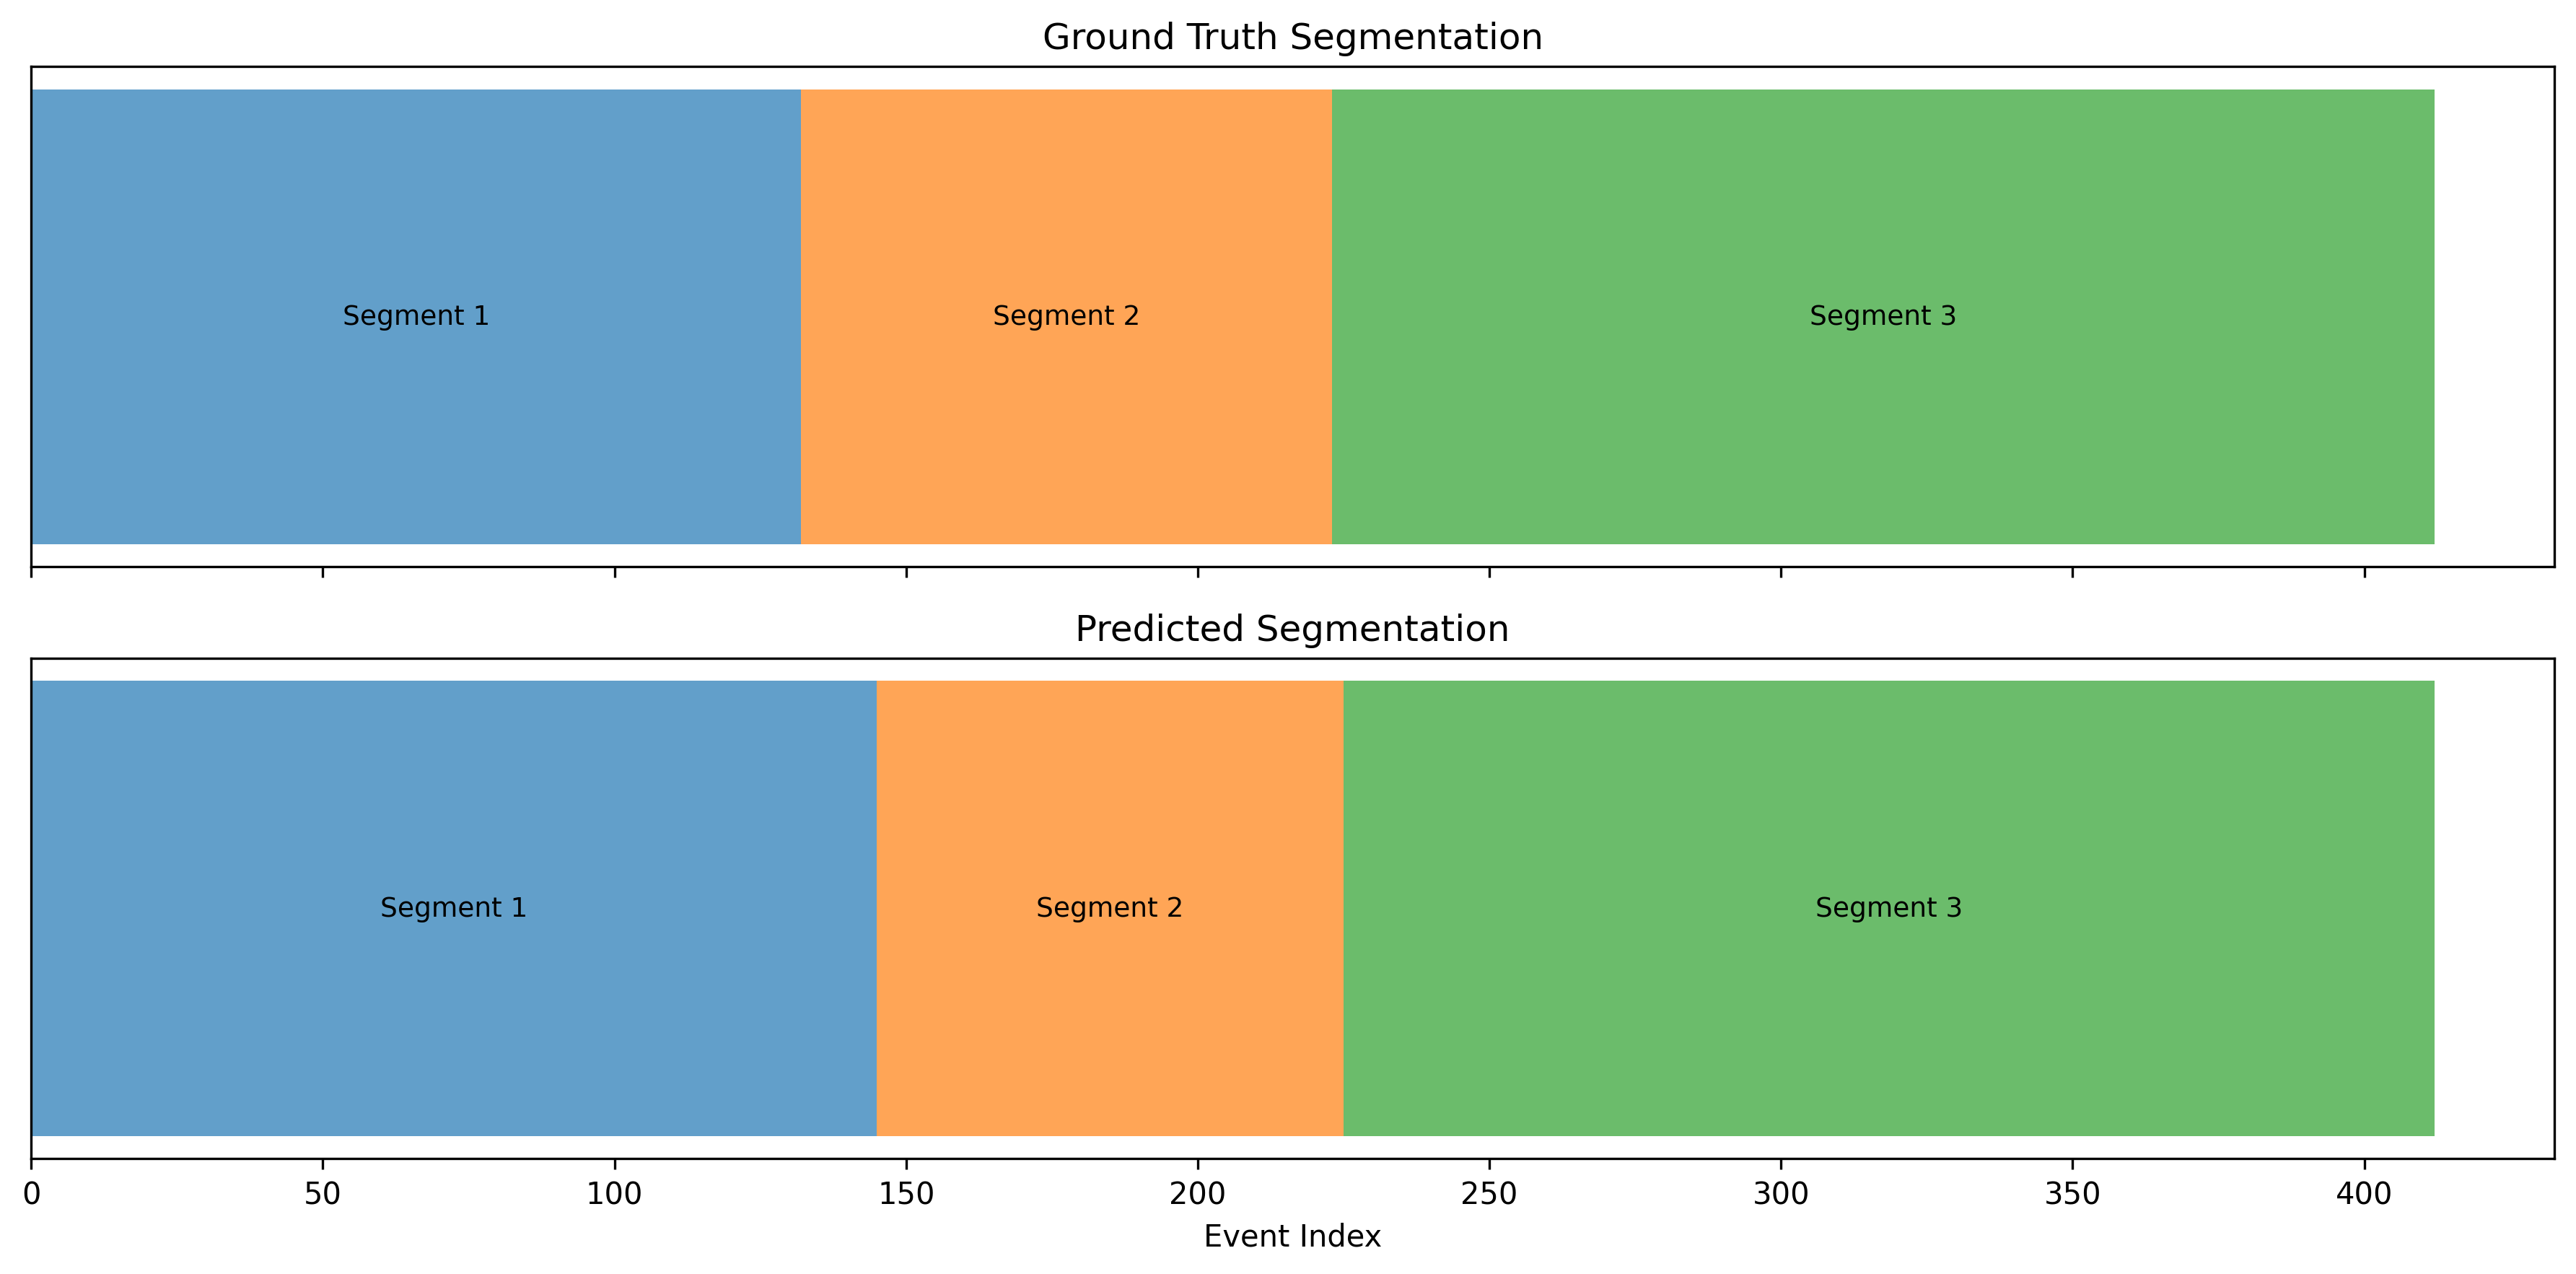 Ground Truth Segmentation
Segment 1 Segment 2 Segment 3
Predicted Segmentation
Segment 1 Segment 2 Segment 3
0 50 100 150 200 250 300 350 400
Event Index